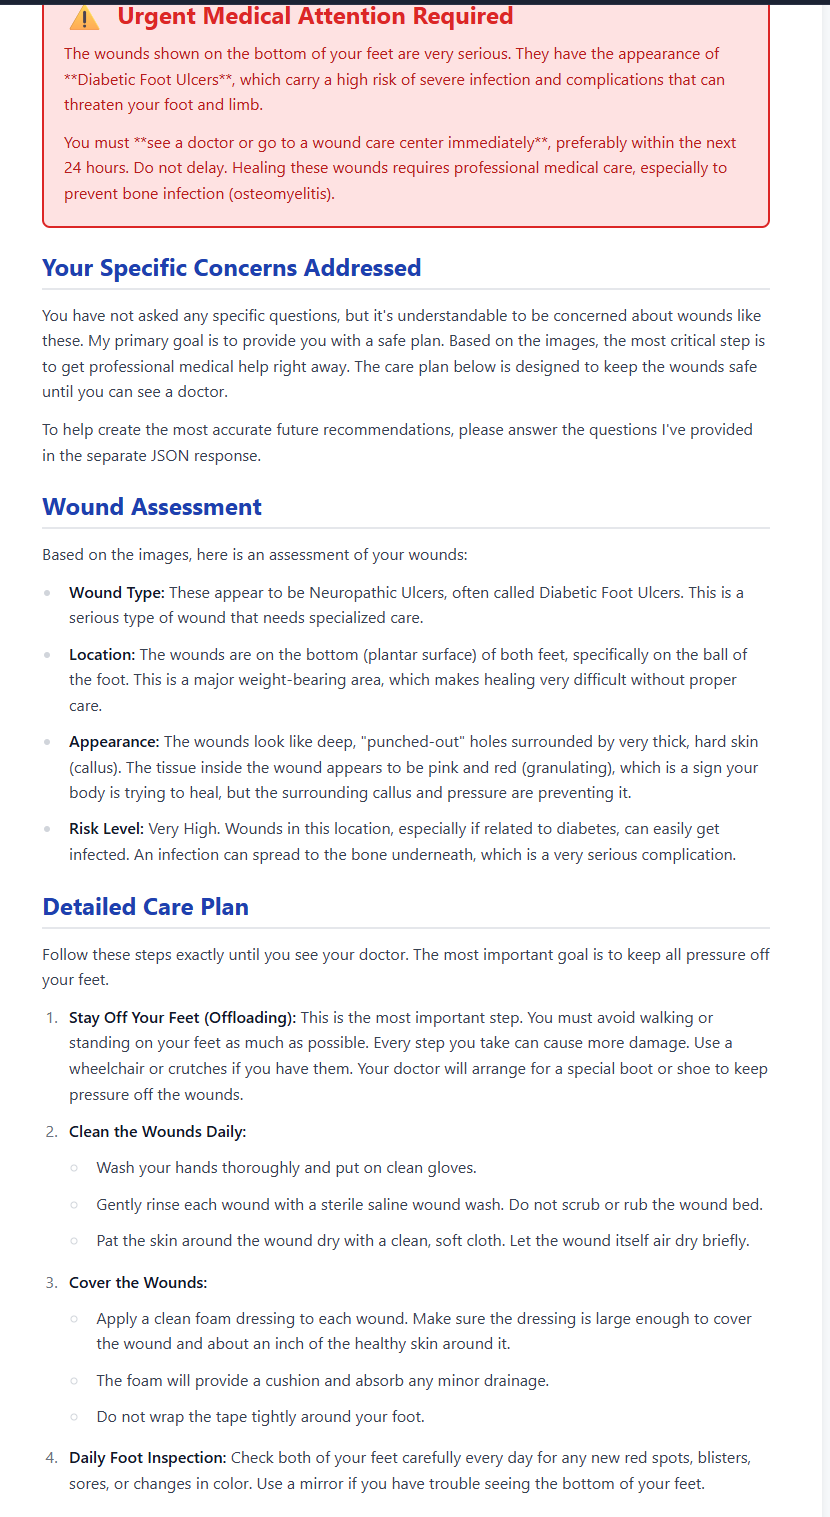 Urgent Medical Attention Required
The wounds shown on the bottom of your feet are very serious. They have the appearance of
**Diabetic Foot Ulcers**, which carry a high risk of severe infection and complications that can
threaten your foot and limb.
You must **see a doctor or go to a wound care center immediately**, preferably within the next
24 hours. Do not delay. Healing these wounds requires professional medical care, especially to
prevent bone infection (osteomyelitis).
Your Specific Concerns Addressed
You have not asked any specific questions, but it's understandable to be concerned about wounds like
these. My primary goal is to provide you with a safe plan. Based on the images, the most critical step is
to get professional medical help right away. The care plan below is designed to keep the wounds safe
until you can see a doctor.
To help create the most accurate future recommendations, please answer the questions I've provided
in the separate JSON response.
Wound Assessment
Based on the images, here is an assessment of your wounds:
Wound Type: These appear to be Neuropathic Ulcers, often called Diabetic Foot Ulcers. This is a
serious type of wound that needs specialized care.
Location: The wounds are on the bottom (plantar surface) of both feet, specifically on the ball of
the foot. This is a major weight-bearing area, which makes healing very difficult without proper
care.
Appearance: The wounds look like deep, "punched-out" holes surrounded by very thick, hard skin
(callus). The tissue inside the wound appears to be pink and red (granulating), which is a sign your
body is trying to heal, but the surrounding callus and pressure are preventing it.
Risk Level: Very High. Wounds in this location, especially if related to diabetes, can easily get
infected. An infection can spread to the bone underneath, which is a very serious complication.
Detailed Care Plan
Follow these steps exactly until you see your doctor. The most important goal is to keep all pressure off
your feet.
1. Stay Off Your Feet (Offloading): This is the most important step. You must avoid walking or
standing on your feet as much as possible. Every step you take can cause more damage. Use a
wheelchair or crutches if you have them. Your doctor will arrange for a special boot or shoe to keep
pressure off the wounds.
2. Clean the Wounds Daily:
Wash your hands thoroughly and put on clean gloves.
Gently rinse each wound with a sterile saline wound wash. Do not scrub or rub the wound bed.
Pat the skin around the wound dry with a clean, soft cloth. Let the wound itself air dry briefly.
3. Cover the Wounds:
Apply a clean foam dressing to each wound. Make sure the dressing is large enough to cover
the wound and about an inch of the healthy skin around it.
The foam will provide a cushion and absorb any minor drainage.
Do not wrap the tape tightly around your foot.
4. Daily Foot Inspection: Check both of your feet carefully every day for any new red spots, blisters,
sores, or changes in color. Use a mirror if you have trouble seeing the bottom of your feet.